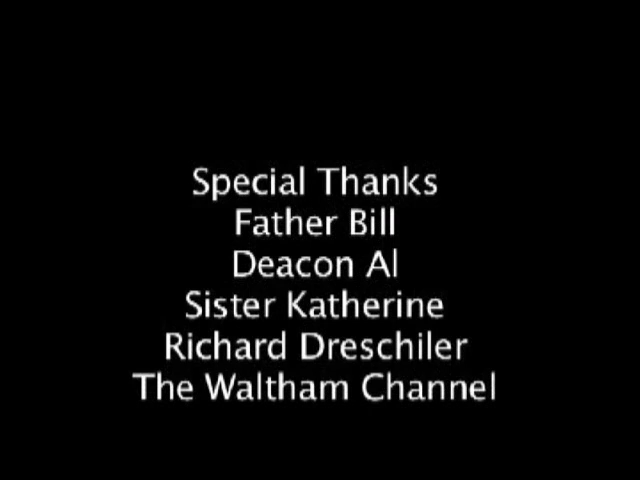 Special Thanks
Father Bill
Deacon Al
Sister Katherine
Richard Dreschiler
The Waltham Channel